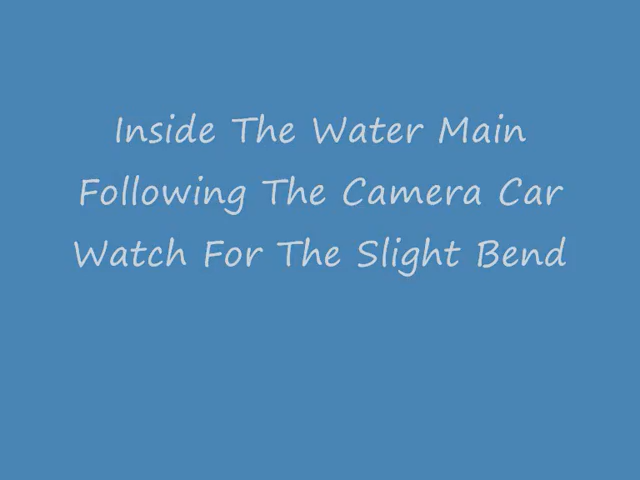 Inside The Water Main
Following The Camera Car
Watch For The Slight Bend